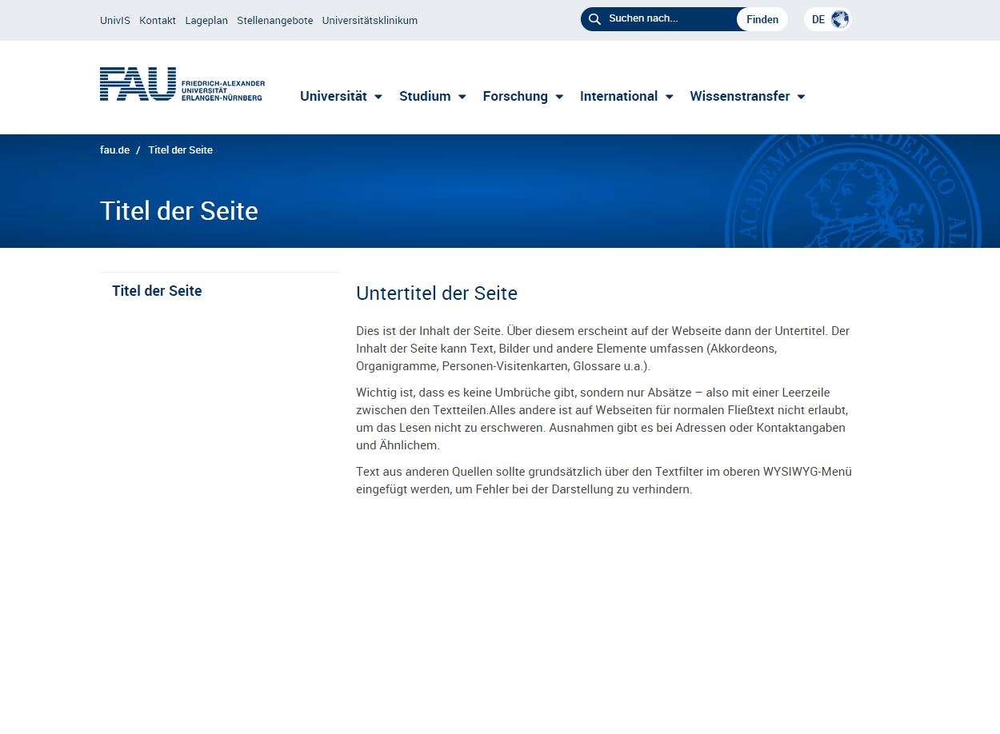 UnivIS Kontakt Lageplan Stellenangebote Universitätsklinikum
Suchen nach... Finden DE
FRIEDRICH-ALEXANDER
FAU UNIVERSITÄT
ERLANGEN-NÜRNBERG
Universität Studium Forschung International Wissenstransfer
fau.de / Titel der Seite
ACADEMIAE FRIDERICO AL
Titel der Seite
Titel der Seite
Untertitel der Seite
Dies ist der Inhalt der Seite. Über diesem erscheint auf der Webseite dann der Untertitel. Der
Inhalt der Seite kann Text, Bilder und andere Elemente umfassen (Akkordeons,
Organigramme, Personen-Visitenkarten, Glossare u.a.).
Wichtig ist, dass es keine Umbrüche gibt, sondern nur Absätze – also mit einer Leerzeile
zwischen den Textteilen.Alles andere ist auf Webseiten für normalen Fließtext nicht erlaubt,
um das Lesen nicht zu erschweren. Ausnahmen gibt es bei Adressen oder Kontaktangaben
und Ähnlichem.
Text aus anderen Quellen sollte grundsätzlich über den Textfilter im oberen WYSIWYG-Menü
eingefügt werden, um Fehler bei der Darstellung zu verhindern.